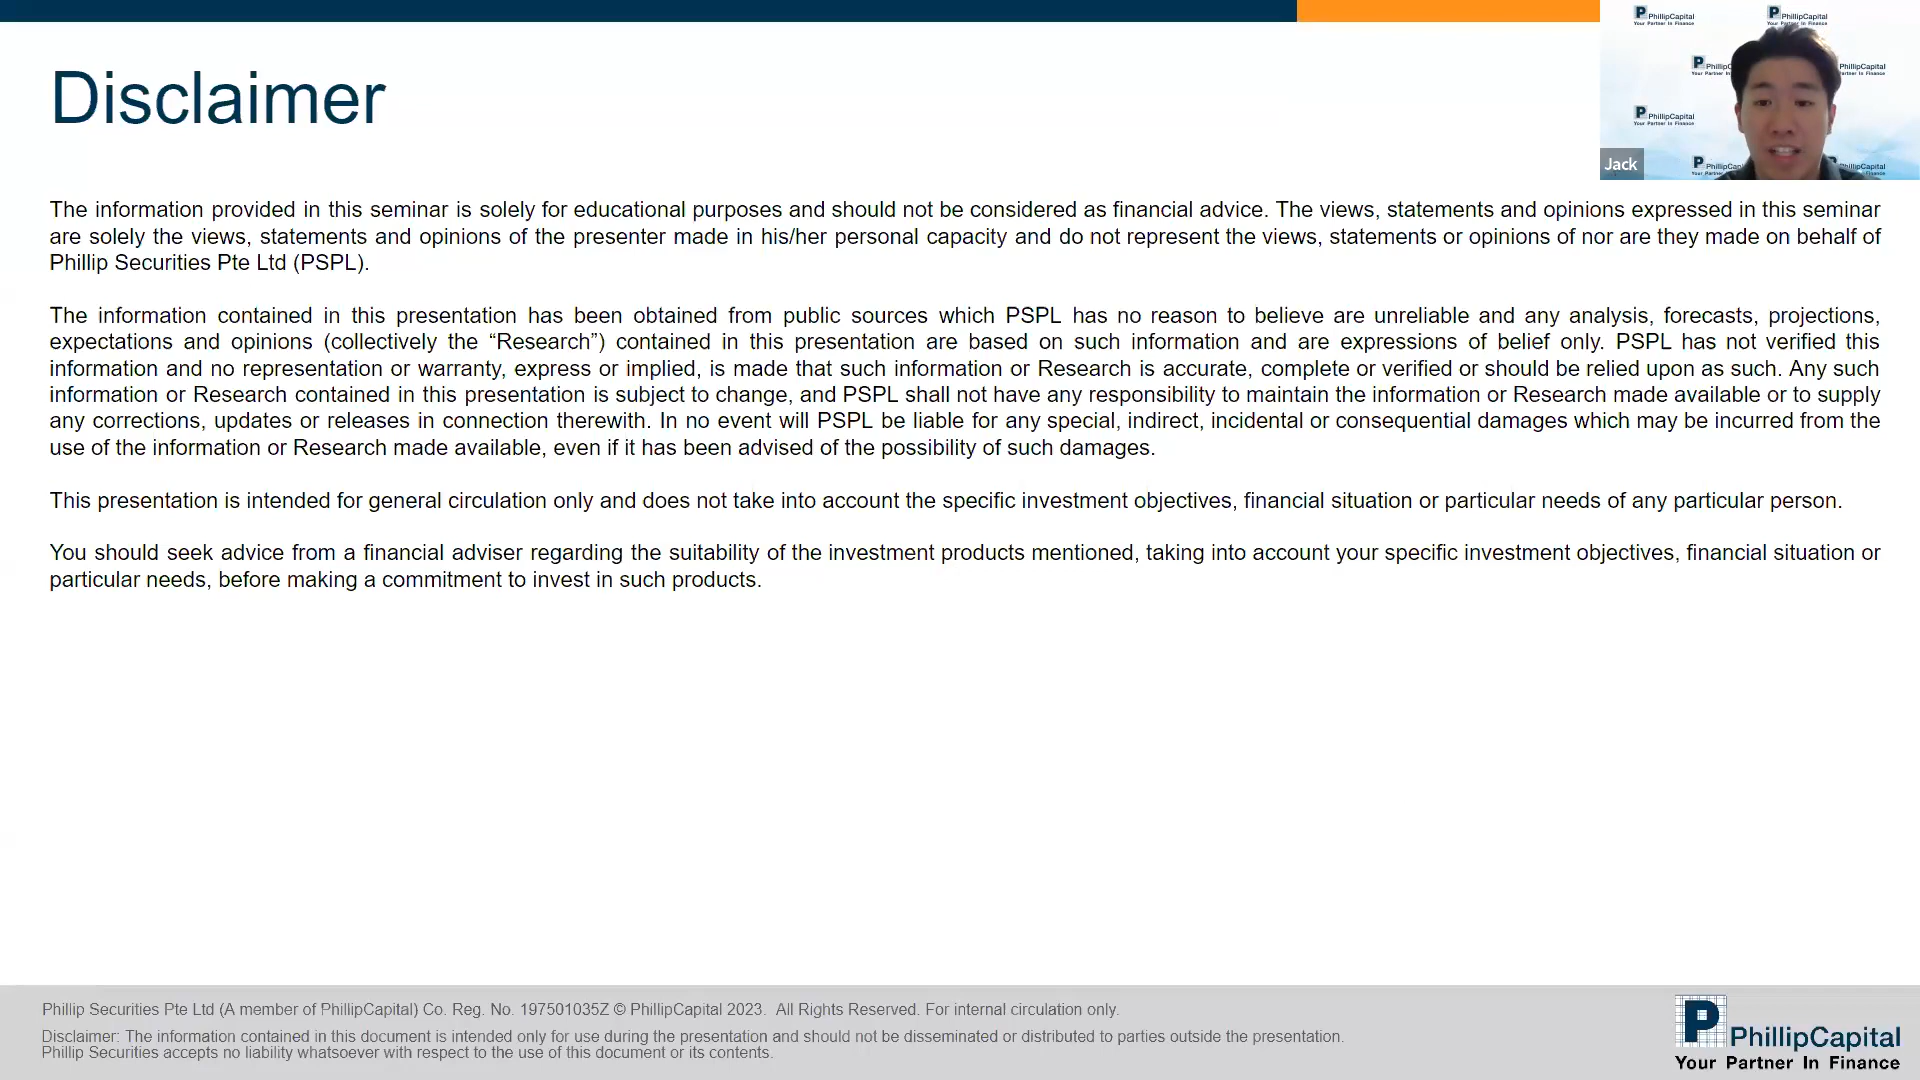 Disclaimer
PhillipCapital
Your Partner In Finance
PhillipCapital
Your Partner In Finance
PhillipCapital
Your Partner In Finance
Jack
The information provided in this seminar is solely for educational purposes and should not be considered as financial advice. The views, statements and opinions expressed in this seminar
are solely the views, statements and opinions of the presenter made in his/her personal capacity and do not represent the views, statements or opinions of nor are they made on behalf of
Phillip Securities Pte Ltd (PSPL).
The information contained in this presentation has been obtained from public sources which PSPL has no reason to believe are unreliable and any analysis, forecasts, projections,
expectations and opinions (collectively the “Research”) contained in this presentation are based on such information and are expressions of belief only. PSPL has not verified this
information and no representation or warranty, express or implied, is made that such information or Research is accurate, complete or verified or should be relied upon as such. Any such
information or Research contained in this presentation is subject to change, and PSPL shall not have any responsibility to maintain the information or Research made available or to supply
any corrections, updates or releases in connection therewith. In no event will PSPL be liable for any special, indirect, incidental or consequential damages which may be incurred from the
use of the information or Research made available, even if it has been advised of the possibility of such damages.
This presentation is intended for general circulation only and does not take into account the specific investment objectives, financial situation or particular needs of any particular person.
You should seek advice from a financial adviser regarding the suitability of the investment products mentioned, taking into account your specific investment objectives, financial situation or
particular needs, before making a commitment to invest in such products.
Phillip Securities Pte Ltd (A member of PhillipCapital) Co. Reg. No. 197501035Z © PhillipCapital 2023. All Rights Reserved. For internal circulation only.
Disclaimer: The information contained in this document is intended only for use during the presentation and should not be disseminated or distributed to parties outside the presentation.
Phillip Securities accepts no liability whatsoever with respect to the use of this document or its contents.
PhillipCapital
Your Partner In Finance